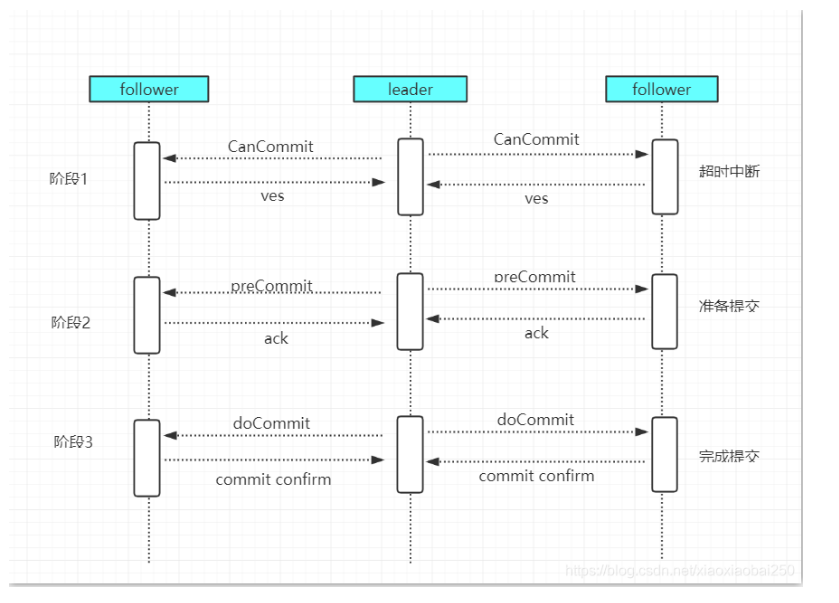 follower leader follower
CanCommit CanCommit
阶段1 超时中断
yes yes
preCommit preCommit
准备提交
阶段2
ack ack
doCommit doCommit
阶段3
完成提交
commit confirm commit confirm
https://blog.csdn.net/xiaoxiaobai250